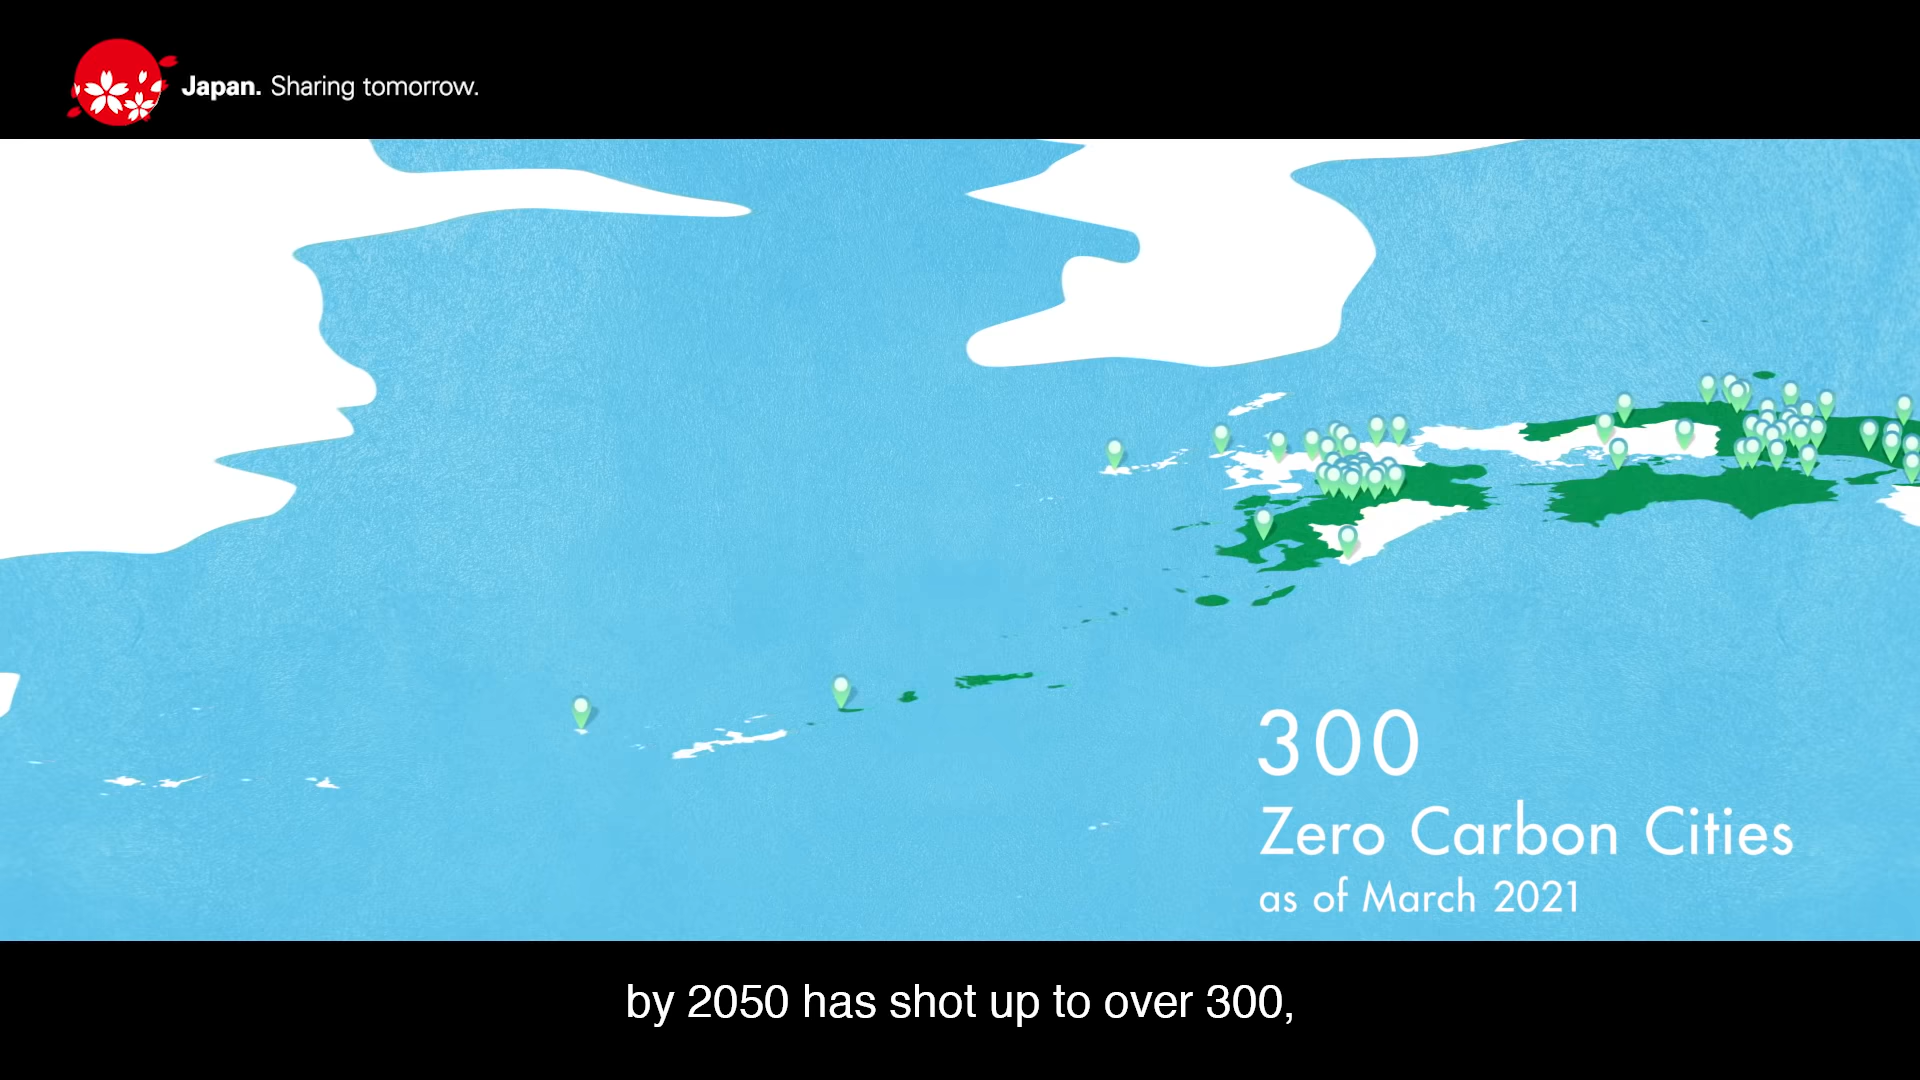 Japan. Sharing tomorrow.
300
Zero Carbon Cities
as of March 2021
by 2050 has shot up to over 300,